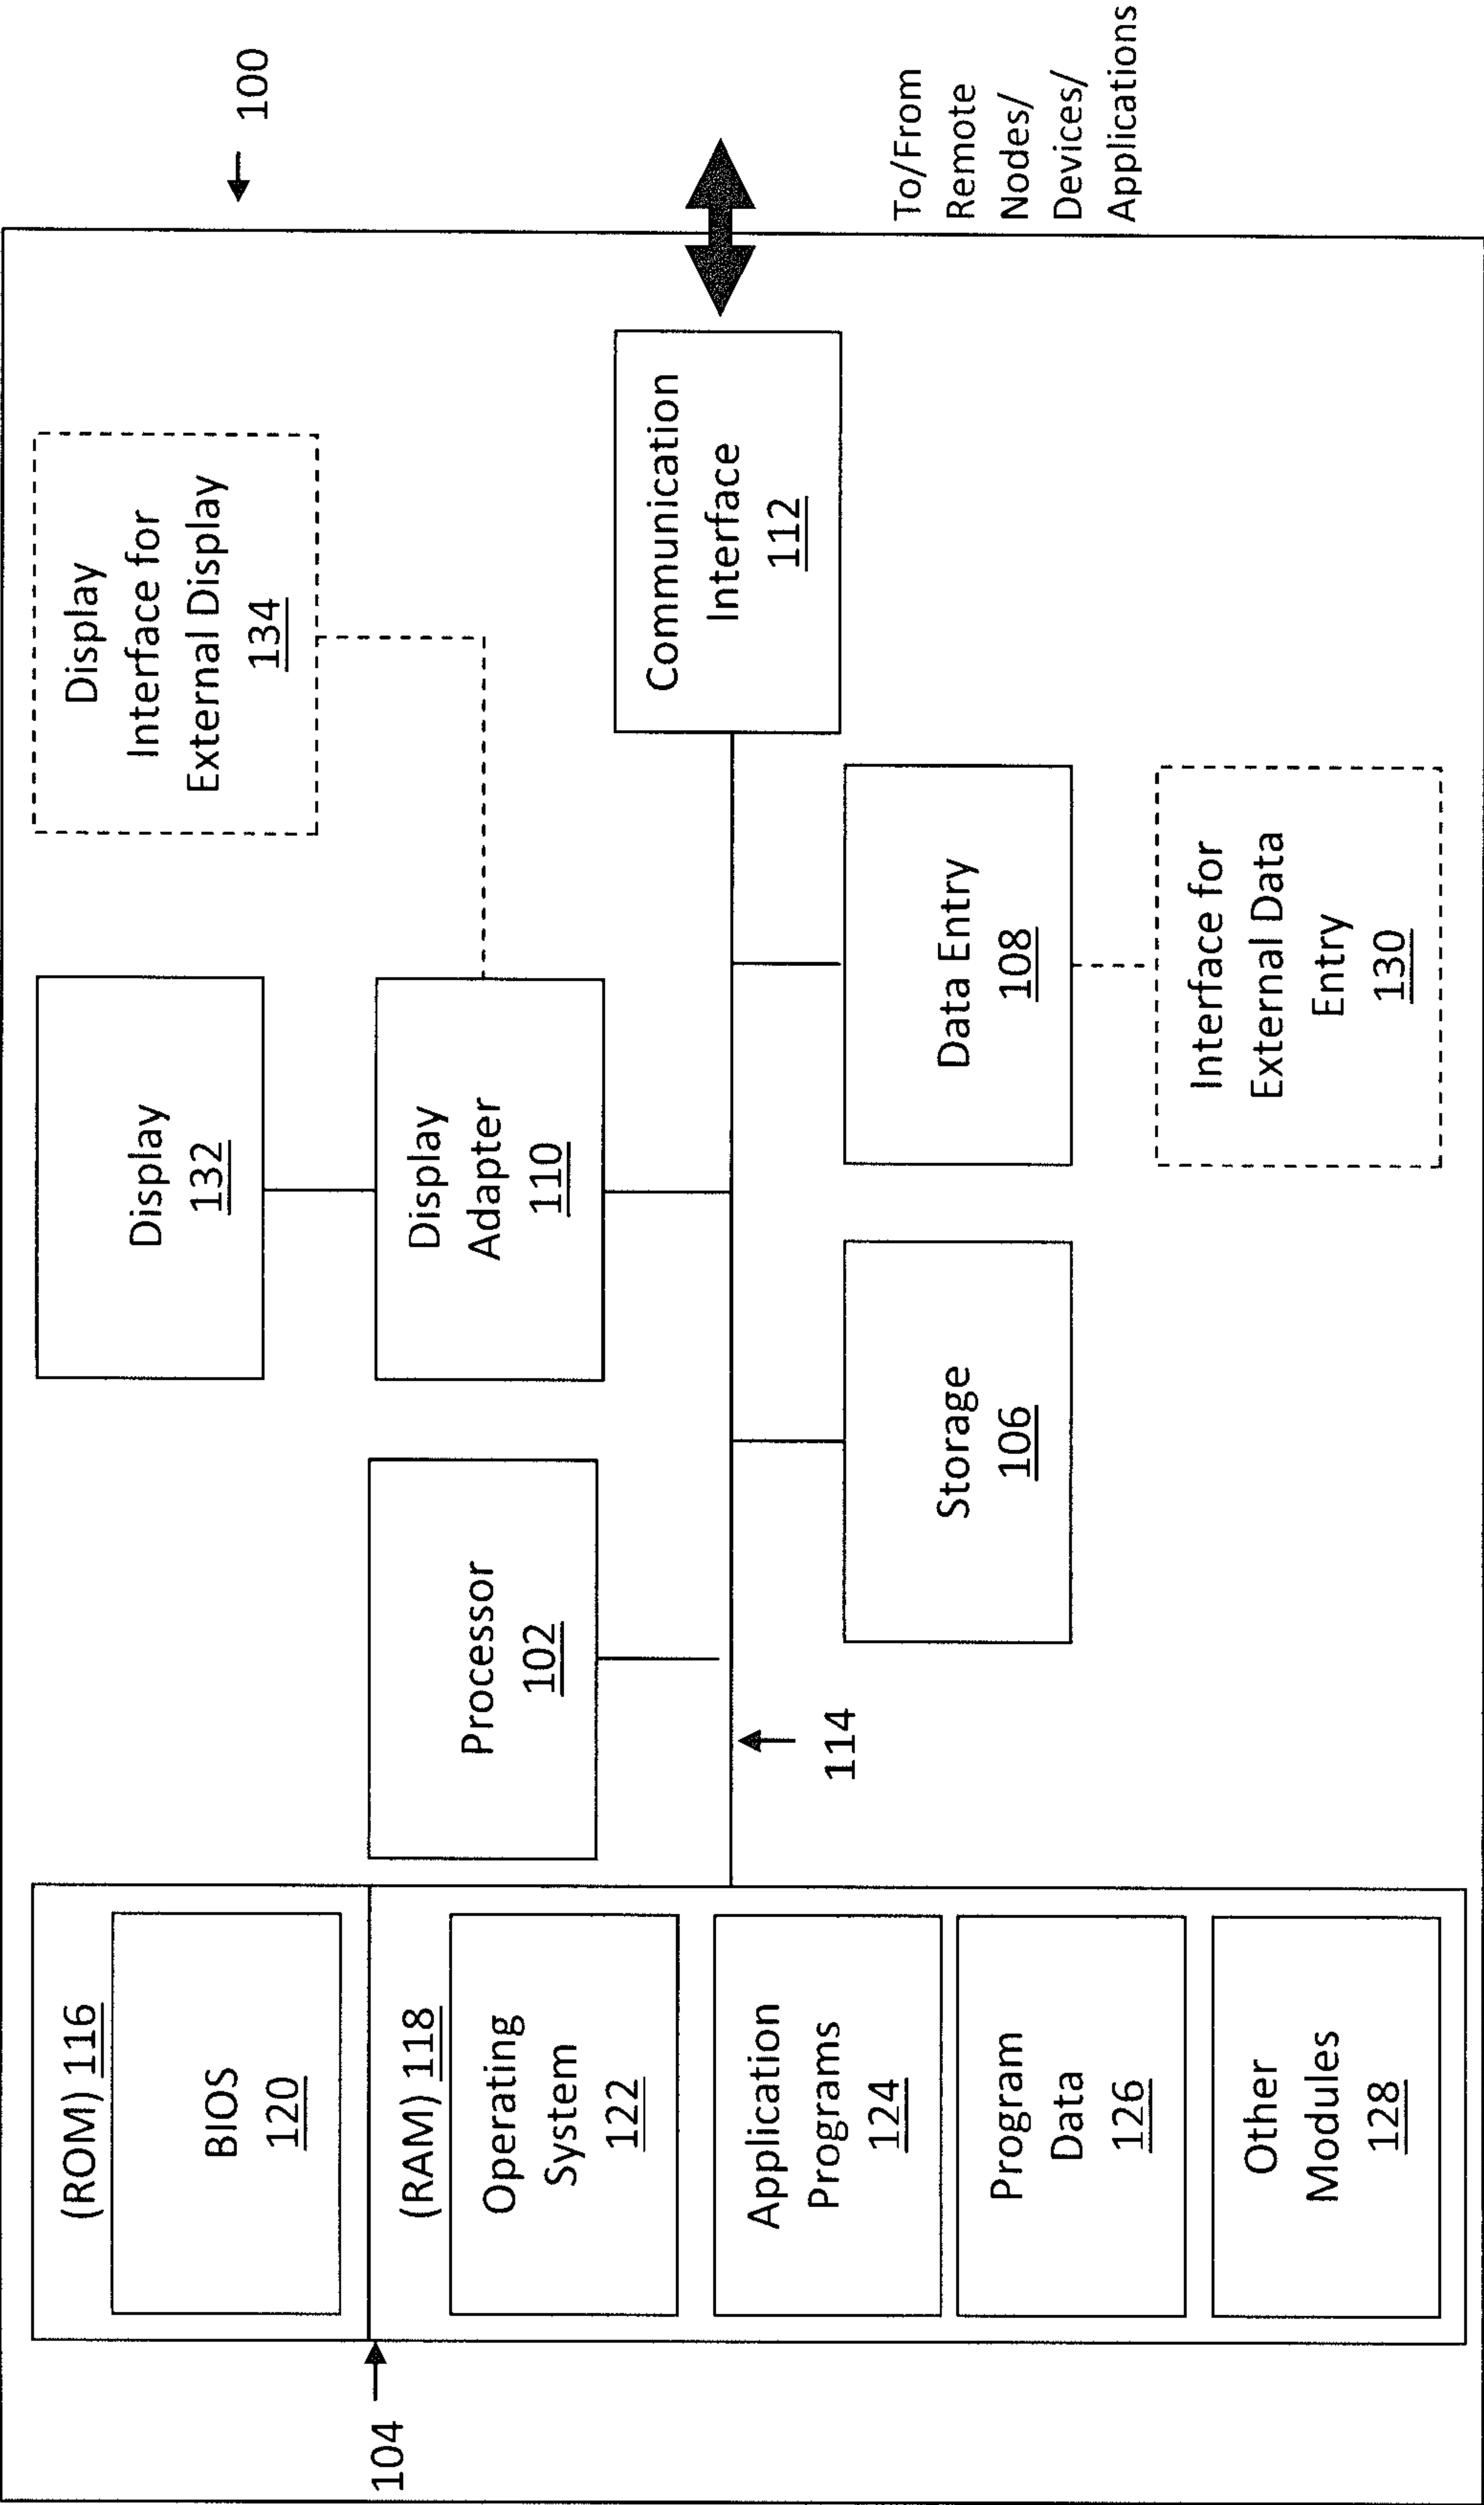 100
(ROM) 116
BIOS
120
(RAM) 118
Operating
System
122
Application
Programs
124
Program
Data
126
Other
Modules
128
104
Processor
102
114
Storage
106
Display
132
Display
Adapter
110
Display
Interface for
External Display
134
Data Entry
108
Interface for
External Data
Entry
130
Communication
Interface
112
To/From
Remote
Nodes/
Devices/
Applications